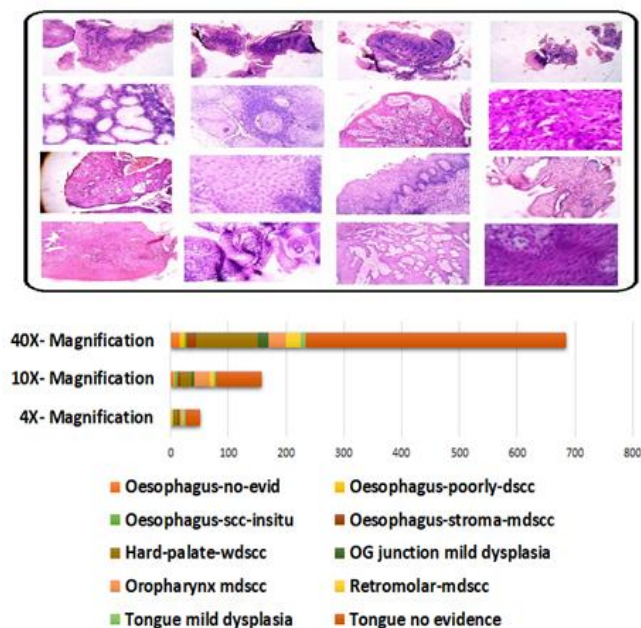 40X- Magnification
10X- Magnification
4X- Magnification
0 100 200 300 400 500 600 700 800
Oesophagus-no-evid Oesophagus-poorly-dscc
Oesophagus-scc-insitu Oesophagus-stroma-mdscc
Hard-palate-wdscc OG junction mild dysplasia
Oropharynx mdscc Retromolar-mdscc
Tongue mild dysplasia Tongue no evidence